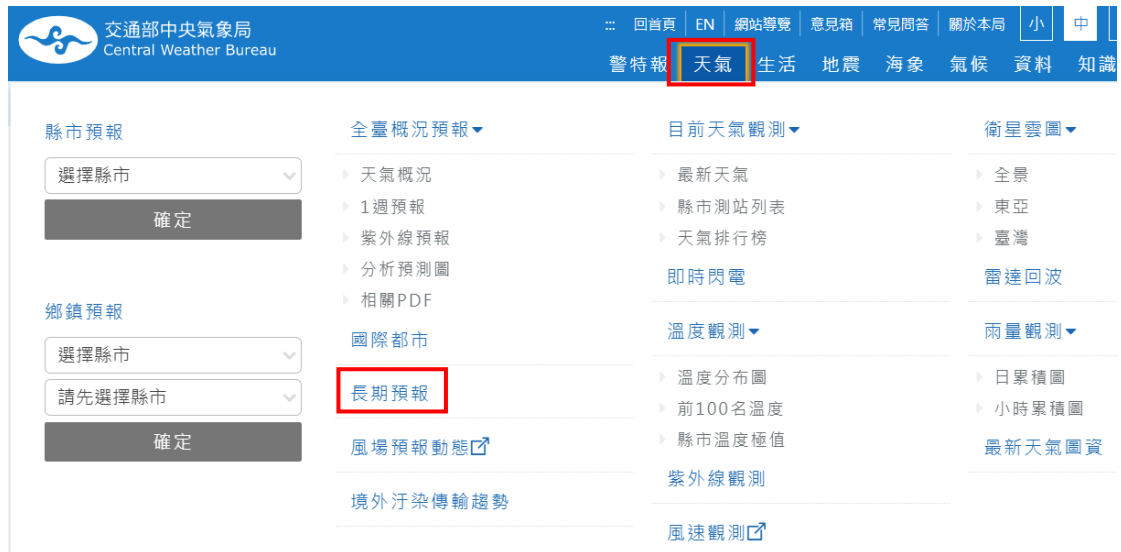 交通部中央氣象局
Central Weather Bureau
::: 回首頁 EN 網站導覽 意見箱 常見問答 關於本局 小 中
警特報 天氣 生活 地震 海象 氣候 資料 知識
縣市預報
選擇縣市
確定
鄉鎮預報
選擇縣市
請先選擇縣市
確定
全臺概況預報
天氣概況
1週預報
紫外線預報
分析預測圖
相關PDF
國際都市
長期預報
風場預報動態
境外汙染傳輸趨勢
目前天氣觀測
最新天氣
縣市測站列表
天氣排行榜
即時閃電
溫度觀測
溫度分布圖
前100名溫度
縣市溫度極值
紫外線觀測
風速觀測
衛星雲圖
全景
東亞
臺灣
雷達回波
雨量觀測
日累積圖
小時累積圖
最新天氣圖資